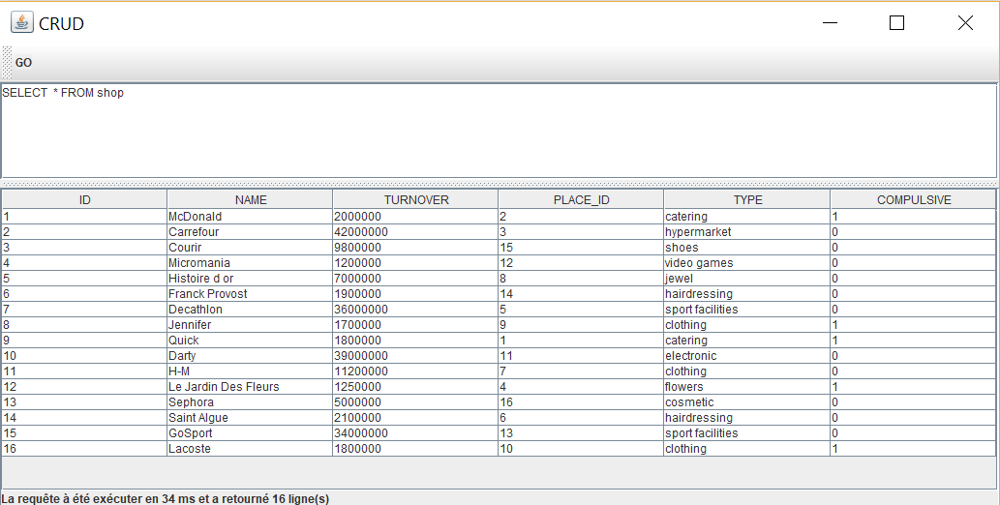 CRUD
GO
SELECT * FROM shop
ID NAME TURNOVER PLACE_ID TYPE COMPULSIVE
1 McDonald 2000000 2 catering 1
2 Carrefour 42000000 3 hypermarket 0
3 Courir 9800000 15 shoes 0
4 Micromania 1200000 12 video games 0
5 Histoire d or 7000000 8 jewel 0
6 Franck Provost 1900000 14 hairdressing 0
7 Decathlon 36000000 5 sport facilities 0
8 Jennifer 1700000 9 clothing 1
9 Quick 1800000 1 catering 1
10 Darty 39000000 11 electronic 0
11 H-M 11200000 7 clothing 0
12 Le Jardin Des Fleurs 1250000 4 flowers 1
13 Sephora 5000000 16 cosmetic 0
14 Saint Algue 2100000 6 hairdressing 0
15 GoSport 34000000 13 sport facilities 0
16 Lacoste 1800000 10 clothing 1
La requête à été exécuter en 34 ms et a retourné 16 ligne(s)